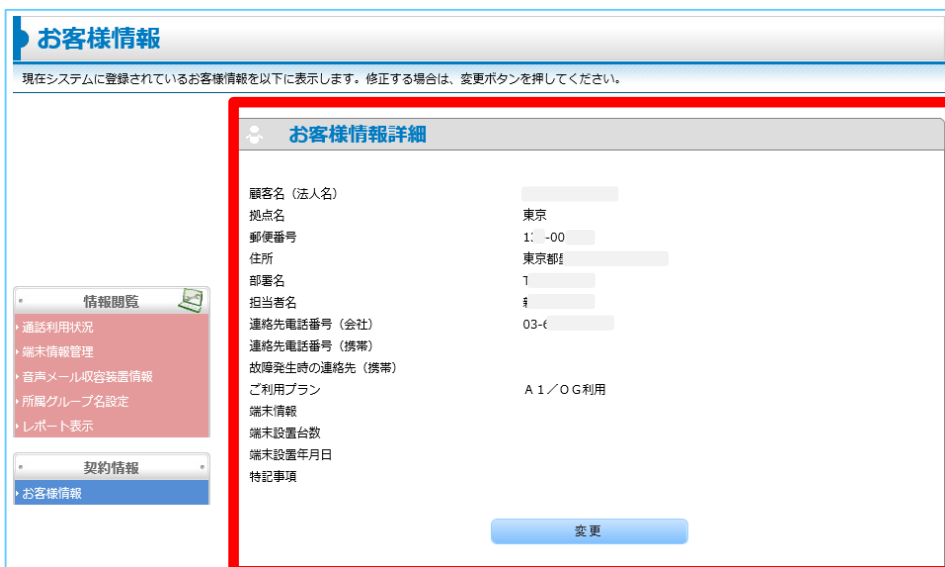 お客様情報
現在システムに登録されているお客様情報を以下に表示します。修正する場合は、変更ボタンを押してください。
情報閲覧
通話利用状況
端末情報管理
音声メール収容装置情報
所属グループ名設定
レポート表示
契約情報
お客様情報
お客様情報詳細
顧客名（法人名）
拠点名 東京
郵便番号 -00
住所 東京都
部署名
担当者名
連絡先電話番号（会社） 03-
連絡先電話番号（携帯）
故障発生時の連絡先（携帯）
ご利用プラン Ａ１／ＯＧ利用
端末情報
端末設置台数
端末設置年月日
特記事項
変更